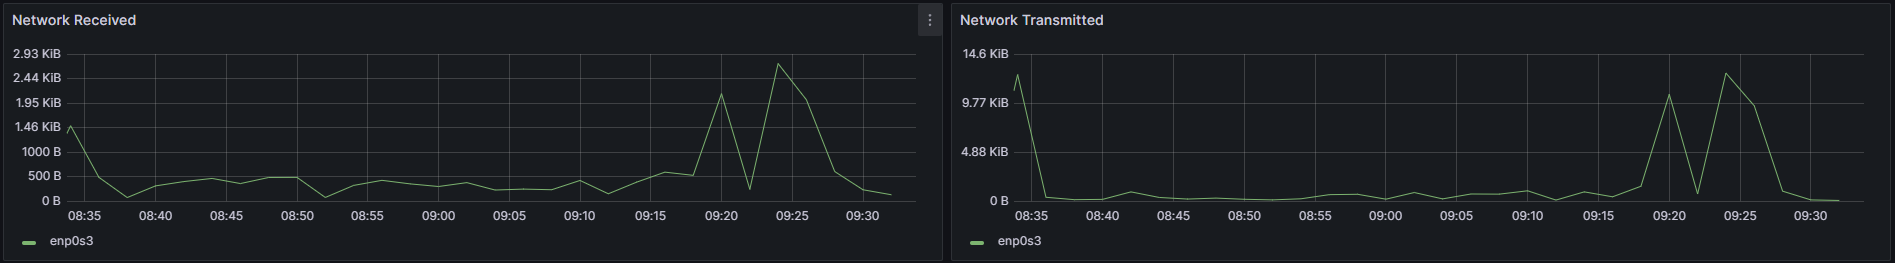 Network Received
2.93 KiB
2.44 KiB
1.95 KiB
1.46 KiB
1000 B
500 B
0 B
08:35 08:40 08:45 08:50 08:55 09:00 09:05 09:10 09:15 09:20 09:25 09:30
enp0s3
Network Transmitted
14.6 KiB
9.77 KiB
4.88 KiB
0 B
08:35 08:40 08:45 08:50 08:55 09:00 09:05 09:10 09:15 09:20 09:25 09:30
enp0s3